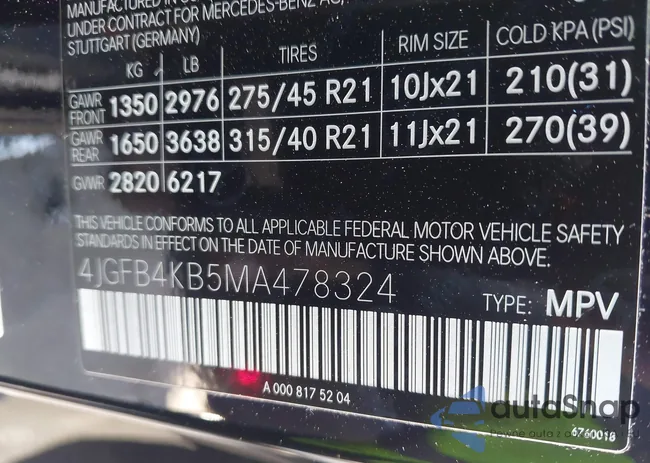 UNDER CONTRACT FOR MERCEDES-BENZ AG,
STUTTGART (GERMANY)
KG LB TIRES RIM SIZE COLD KPA (PSI)
GAWR FRONT 1350 2976 275/45 R21 10Jx21 210(31)
GAWR REAR 1650 3638 315/40 R21 11Jx21 270(39)
GVWR 2820 6217
THIS VEHICLE CONFORMS TO ALL APPLICABLE FEDERAL MOTOR VEHICLE SAFETY
STANDARDS IN EFFECT ON THE DATE OF MANUFACTURE SHOWN ABOVE.
4JGFB4KB5MA478324 TYPE: MPV
A 000 817 52 04
autoSnap
6760018